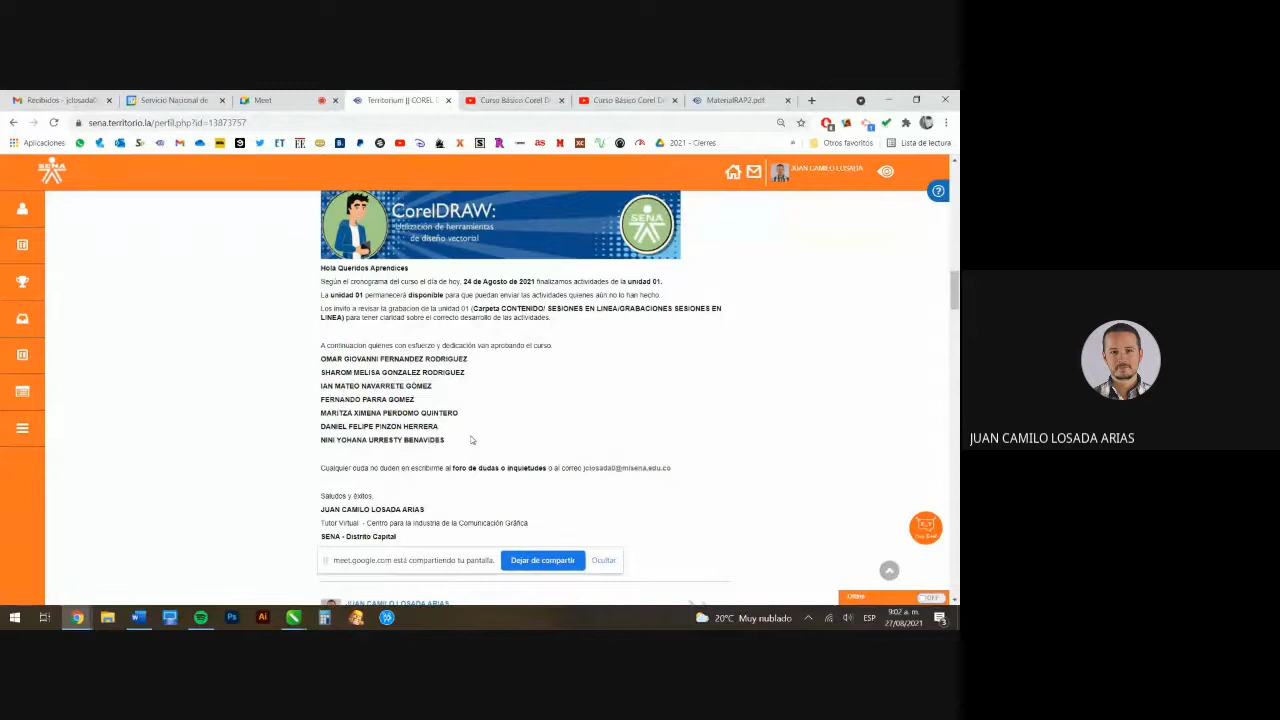 Recibidos - jclosada0
Servicio Nacional de
Meet
Territorium || COREL D
Curso Básico Corel Dr
Curso Básico Corel Dr
MaterialRAP2.pdf
sena.territorio.la/perfil.php?id=13873757
Aplicaciones
2021 - Cierres
Otros favoritos
Lista de lectura
SENA
JUAN CAMILO LOSADA
CorelDRAW:
Utilización de herramientas
de diseño vectorial
SENA
Hola Queridos Aprendices
Según el cronograma del curso el día de hoy, 24 de Agosto de 2021 finalizamos actividades de la unidad 01.
La unidad 01 permanecerá disponible para que puedan enviar las actividades quienes aún no lo han hecho.
Los invito a revisar la grabacion de la unidad 01 (Carpeta CONTENIDO/ SESIONES EN LINEA/GRABACIONES SESIONES EN
LINEA) para tener claridad sobre el correcto desarrollo de las actividades.
A continuacion quienes con esfuerzo y dedicación van aprobando el curso.
OMAR GIOVANNI FERNANDEZ RODRIGUEZ
SHAROM MELISA GONZALEZ RODRIGUEZ
IAN MATEO NAVARRETE GÓMEZ
FERNANDO PARRA GOMEZ
MARITZA XIMENA PERDOMO QUINTERO
DANIEL FELIPE PINZON HERRERA
NINI YOHANA URRESTY BENAVIDES
Cualquier duda no duden en escribirme al foro de dudas o inquietudes o al correo jclosada0@misena.edu.co
Saludos y éxitos,
JUAN CAMILO LOSADA ARIAS
Tutor Virtual - Centro para la Industria de la Comunicación Gráfica
SENA - Distrito Capital
meet.google.com está compartiendo tu pantalla.
Dejar de compartir
Ocultar
JUAN CAMILO LOSADA ARIAS
Offline
OFF
20°C Muy nublado
ESP
9:02 a. m.
27/08/2021
JUAN CAMILO LOSADA ARIAS